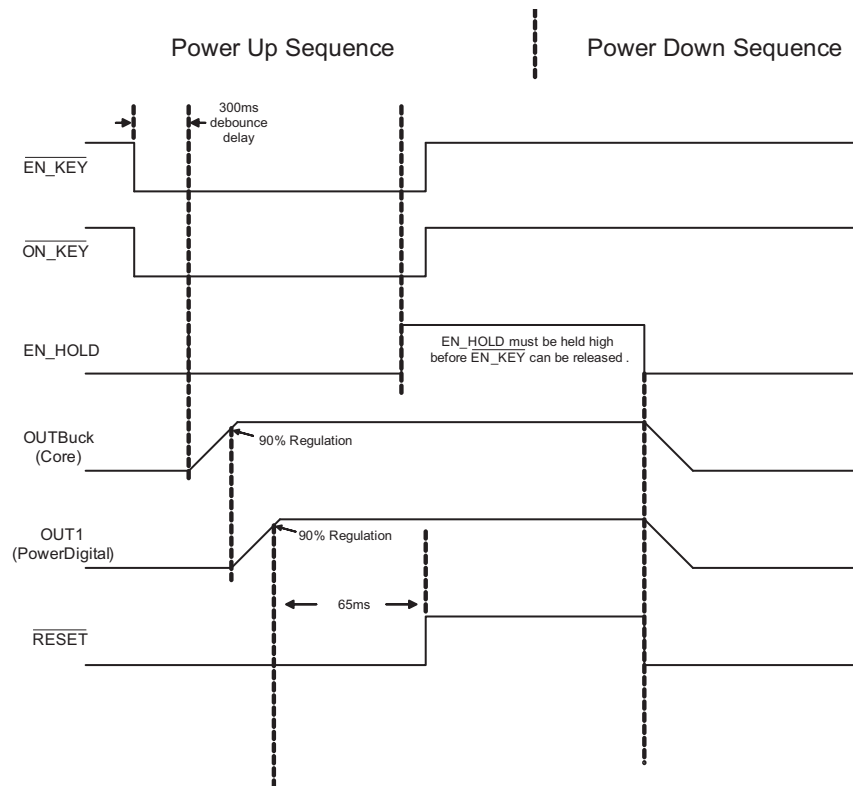 Power Up Sequence
Power Down Sequence
300ms
debounce
delay
EN_KEY
ON_KEY
EN_HOLD
EN_HOLD must be held high
before EN_KEY can be released .
OUTBuck
(Core)
90% Regulation
OUT1
(PowerDigital)
90% Regulation
65ms
RESET